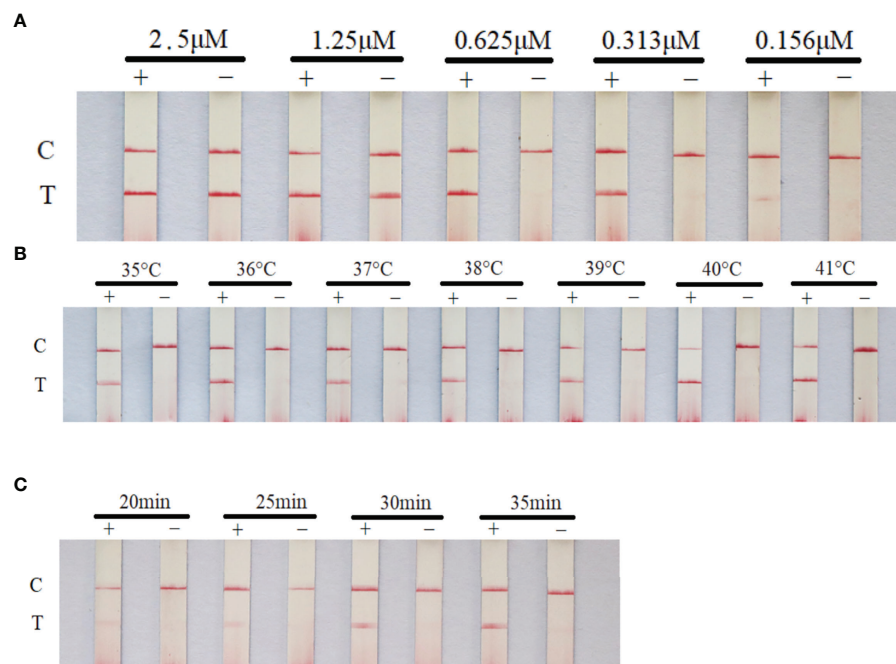 A
2.5μM 1.25μM 0.625μM 0.313μM 0.156μM
+ − + − + − + − + −
C
T
B
35°C 36°C 37°C 38°C 39°C 40°C 41°C
+ − + − + − + − + − + − + −
C
T
C
20min 25min 30min 35min
+ − + − + − + −
C
T